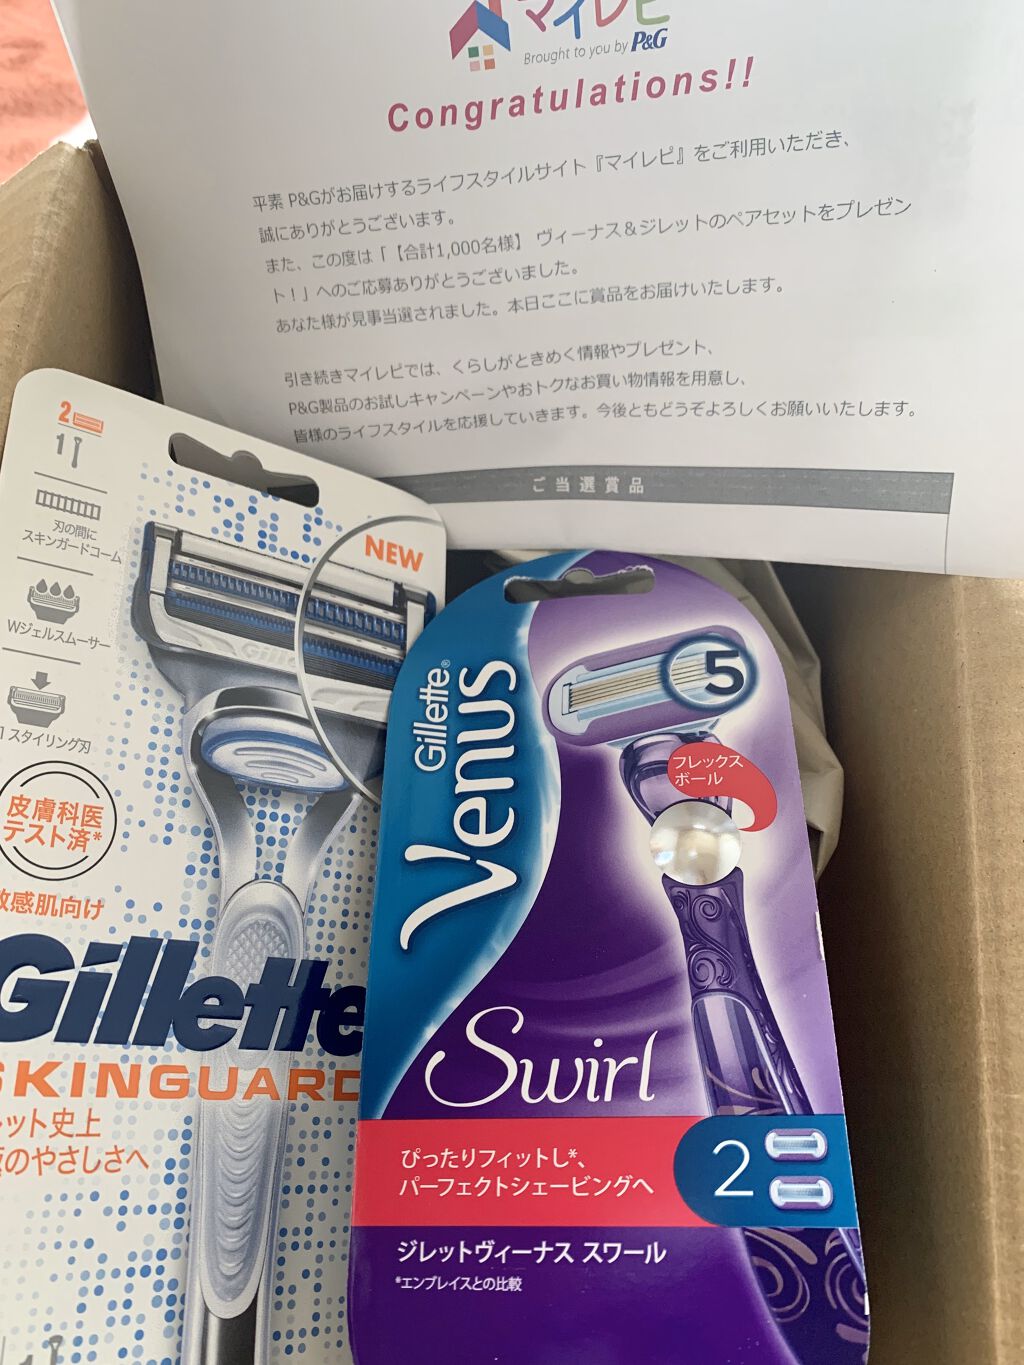 マイレピ
Brought to you by P&G
Congratulations!!
平素 P&Gがお届けするライフスタイルサイト『マイレピ』をご利用いただき、
誠にありがとうございます。
また、この度は「【合計1,000名様】 ヴィーナス＆ジレットのペアセットをプレゼン
ト！」へのご応募ありがとうございました。
あなた様が見事当選されました。本日ここに賞品をお届けいたします。
引き続きマイレピでは、くらしがときめく情報やプレゼント、
P&G製品のお試しキャンペーンやおトクなお買い物情報を用意し、
皆様のライフスタイルを応援していきます。今後ともどうぞよろしくお願いいたします。
ご当選賞品
2
1
刃の間に
スキンガードコーム
Wジェルスムーサー
1 スタイリング刃
皮膚科医
テスト済*
敏感肌向け
NEW
Gillette
Gillette
SKINGUARD
ット史上
のやさしさへ
Gillette®
Venus
5
フレックス
ボール
Swirl
ぴったりフィットし*、
パーフェクトシェービングへ
2
ジレットヴィーナス スワール
*エンブレイスとの比較